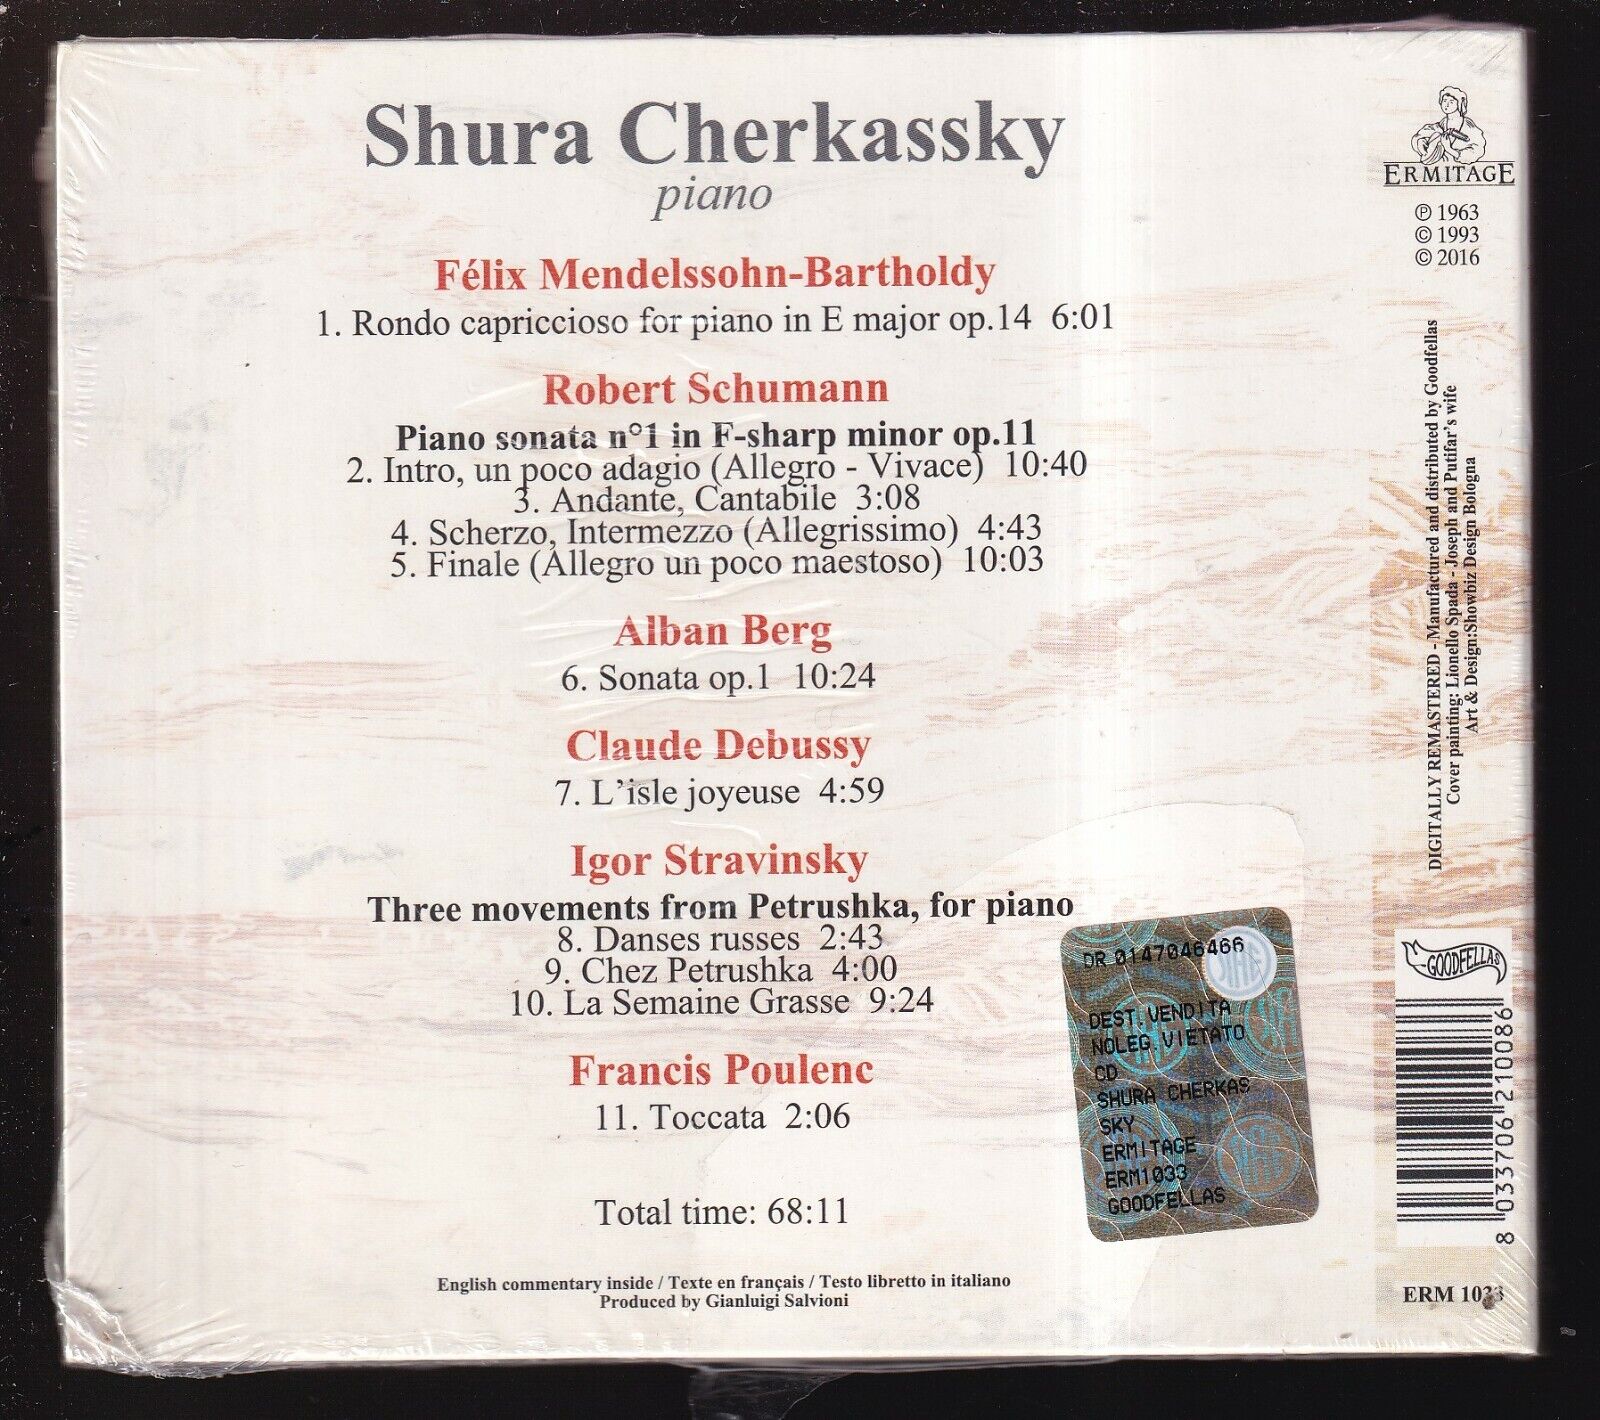 Shura Cherkassky
piano
Félix Mendelssohn-Bartholdy
1. Rondo capriccioso for piano in E major op.14 6:01
Robert Schumann
Piano sonata n°1 in F-sharp minor op.11
2. Intro, un poco adagio (Allegro - Vivace) 10:40
3. Andante, Cantabile 3:08
4. Scherzo, Intermezzo (Allegrissimo) 4:43
5. Finale (Allegro un poco maestoso) 10:03
Alban Berg
6. Sonata op.1 10:24
Claude Debussy
7. L’isle joyeuse 4:59
Igor Stravinsky
Three movements from Petrushka, for piano
8. Danses russes 2:43
9. Chez Petrushka 4:00
10. La Semaine Grasse 9:24
Francis Poulenc
11. Toccata 2:06
Total time: 68:11
English commentary inside / Texte en français / Testo libretto in italiano
Produced by Gianluigi Salvioni
ERMITAGE
℗ 1963
© 1993
© 2016
DIGITALLY REMASTERED - Manufactured and distributed by Goodfellas
Cover painting: Lionello Spada - Joseph and Putifar's wife
Art & Design:Showbiz Design Bologna
DR 0147046466
DEST.VENDITA
NOLEG.VIETATO
CD
SHURA CHERKAS
SKY
ERMITAGE
ERM1033
GOODFELLAS
GOODFELLAS
8 033706 210086
ERM 1033